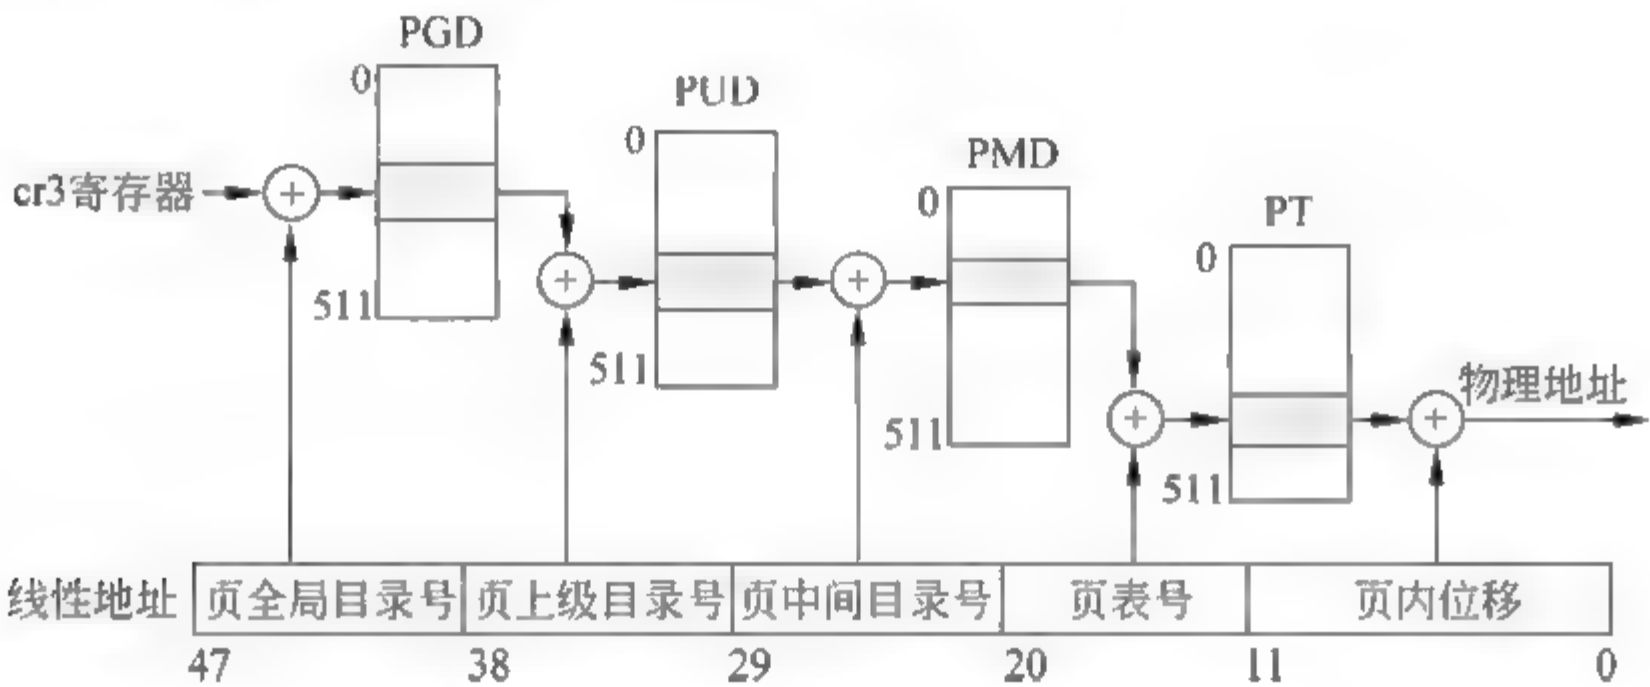 PGD
0
PUD
0
PMD
cr3寄存器
0
PT
0
511
511
物理地址
511
511
线性地址 页全局目录号 页上级目录号 页中间目录号 页表号 页内位移
47 38 29 20 11 0